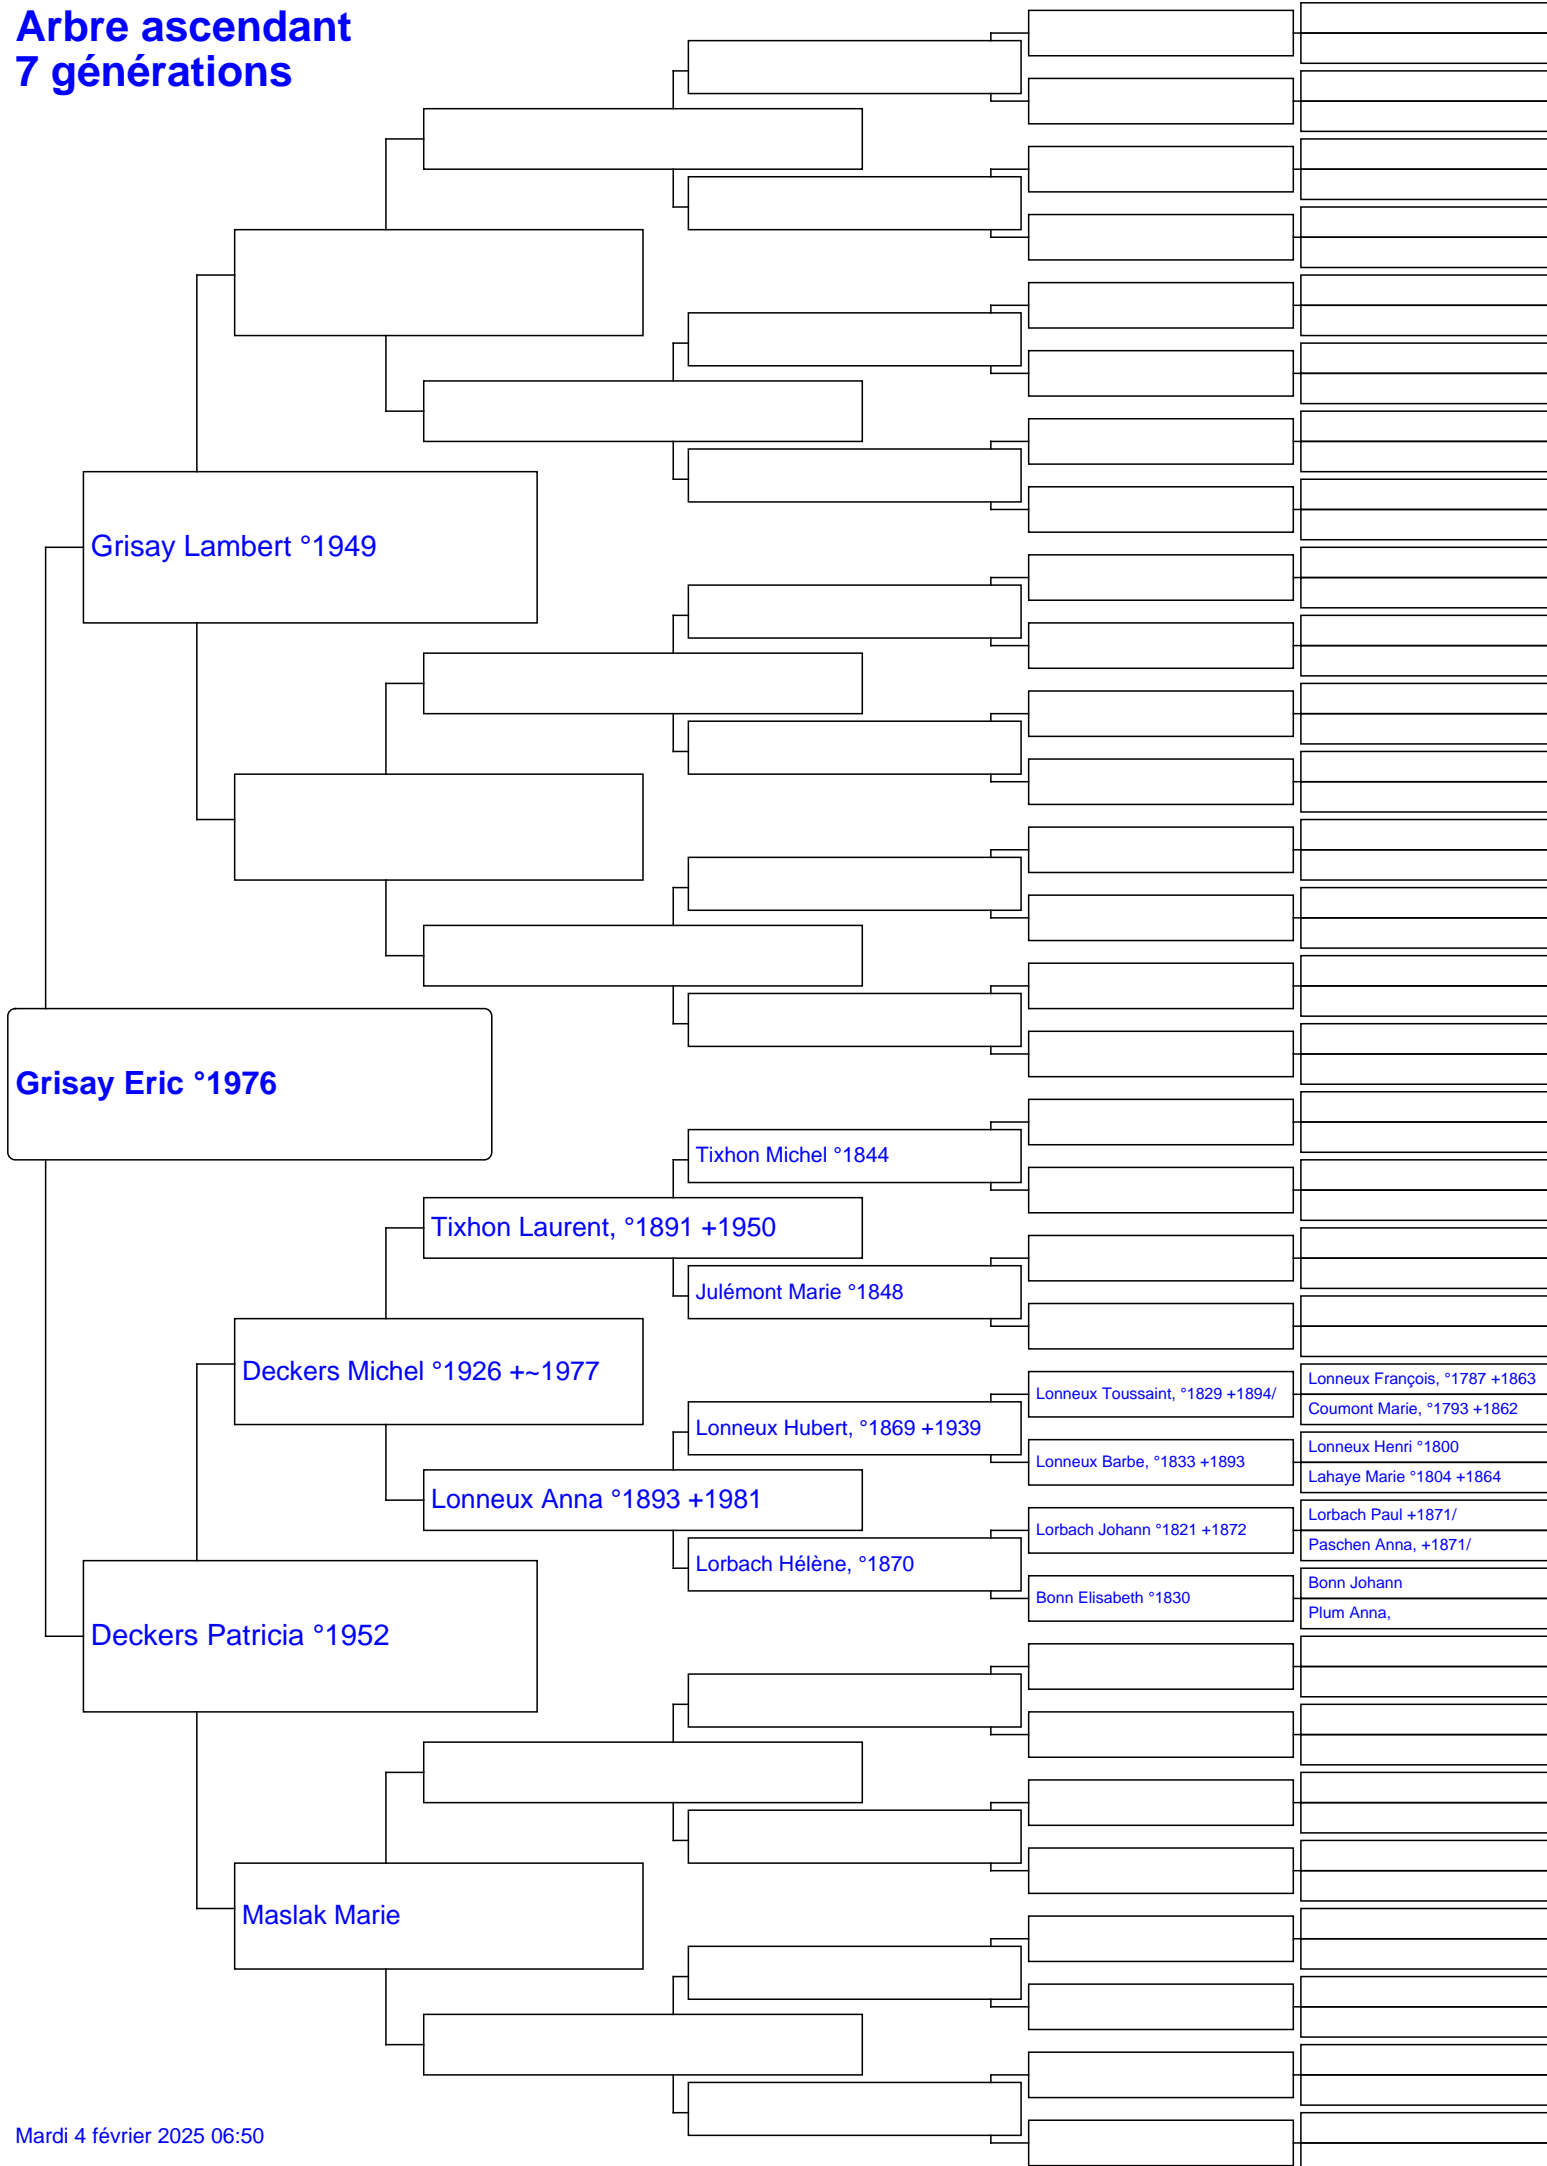 Arbre ascendant
7 générations
Grisay Lambert °1949
Grisay Eric °1976
Tixhon Michel °1844
Tixhon Laurent, °1891 +1950
Julémont Marie °1848
Deckers Michel °1926 +~1977
Lonneux Toussaint, °1829 +1894/
Lonneux François, °1787 +1863
Coumont Marie, °1793 +1862
Lonneux Hubert, °1869 +1939
Lonneux Barbe, °1833 +1893
Lonneux Henri °1800
Lahaye Marie °1804 +1864
Lonneux Anna °1893 +1981
Lorbach Johann °1821 +1872
Lorbach Paul +1871/
Paschen Anna, +1871/
Lorbach Hélène, °1870
Bonn Elisabeth °1830
Bonn Johann
Plum Anna,
Deckers Patricia °1952
Maslak Marie
Mardi 4 février 2025 06:50